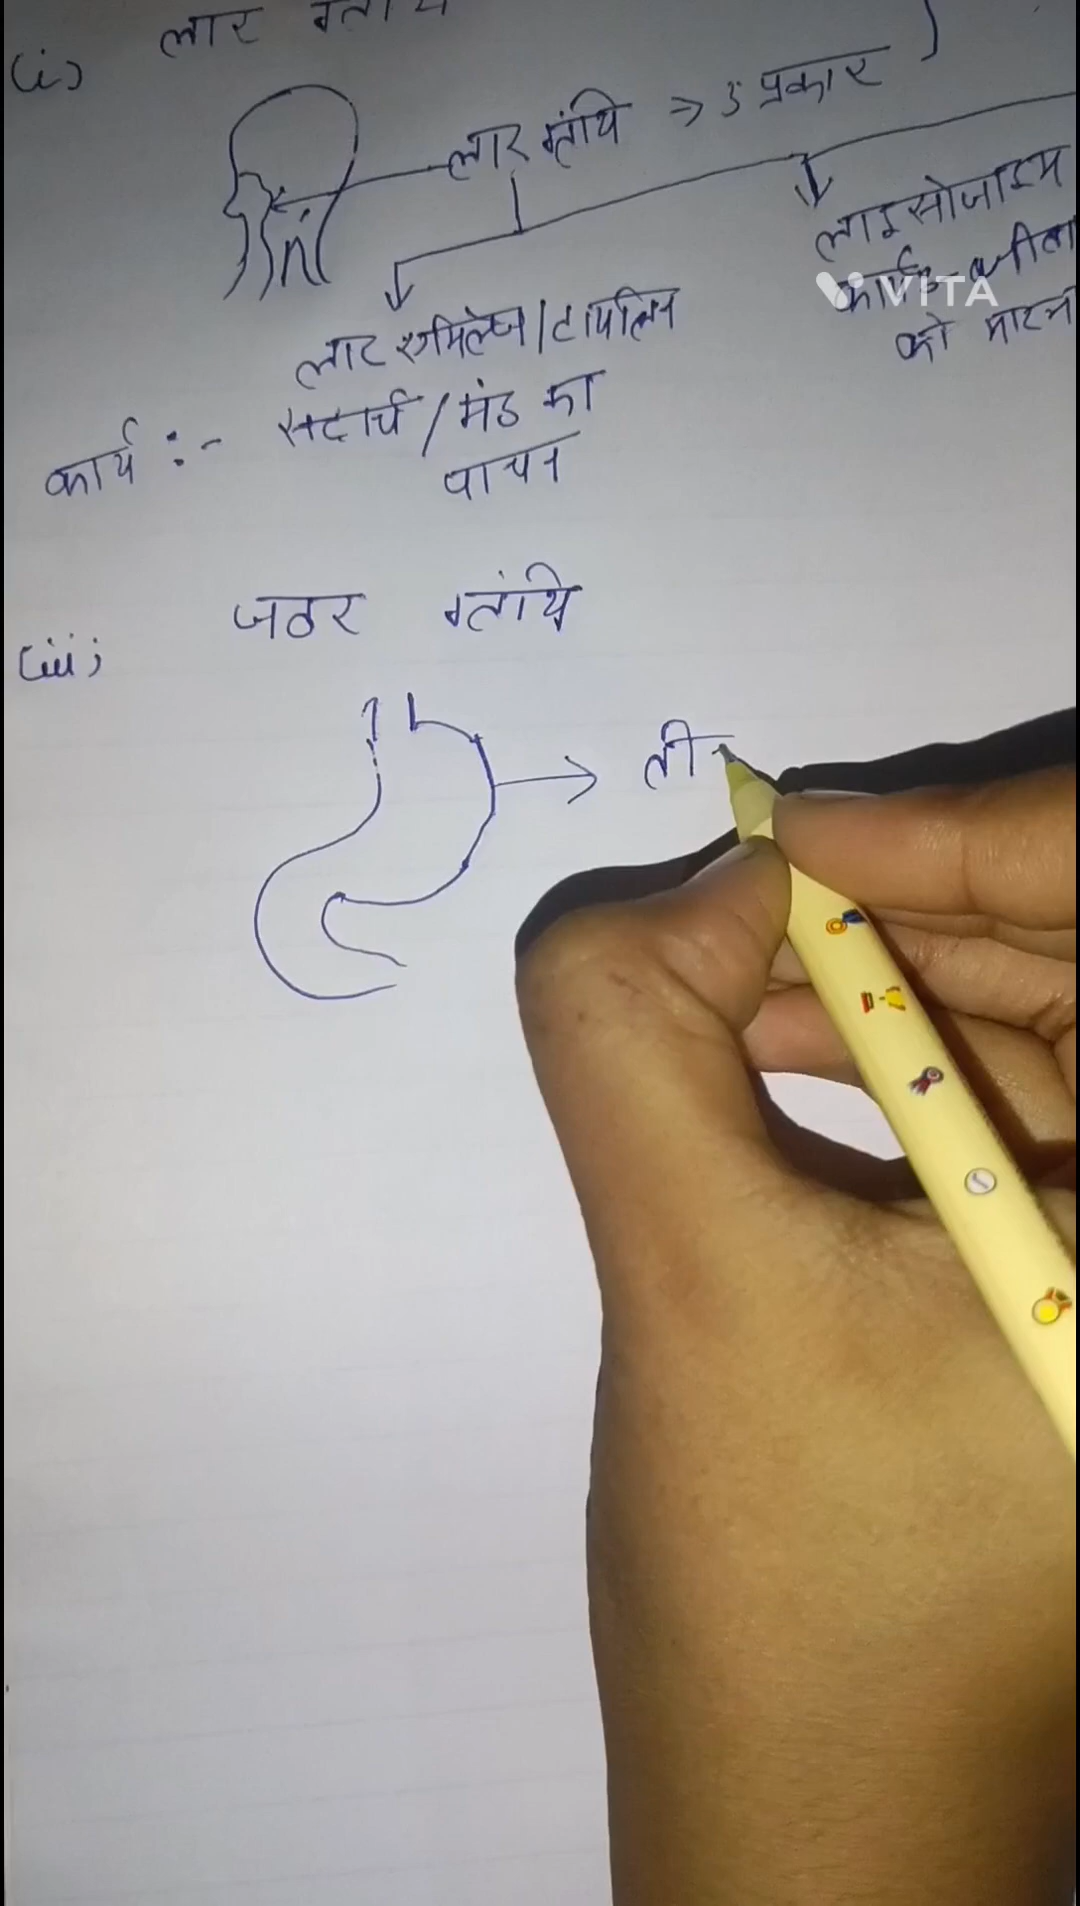 (i) लार
लार ग्रंथि => 3 प्रकार )
लाइसोजाइम
कार्य
VITA
को मारना
लार एमिलेज/टायलिन
कार्य :- स्टार्च / मंड का
पाचन
(iii) जठर ग्रंथि
ती